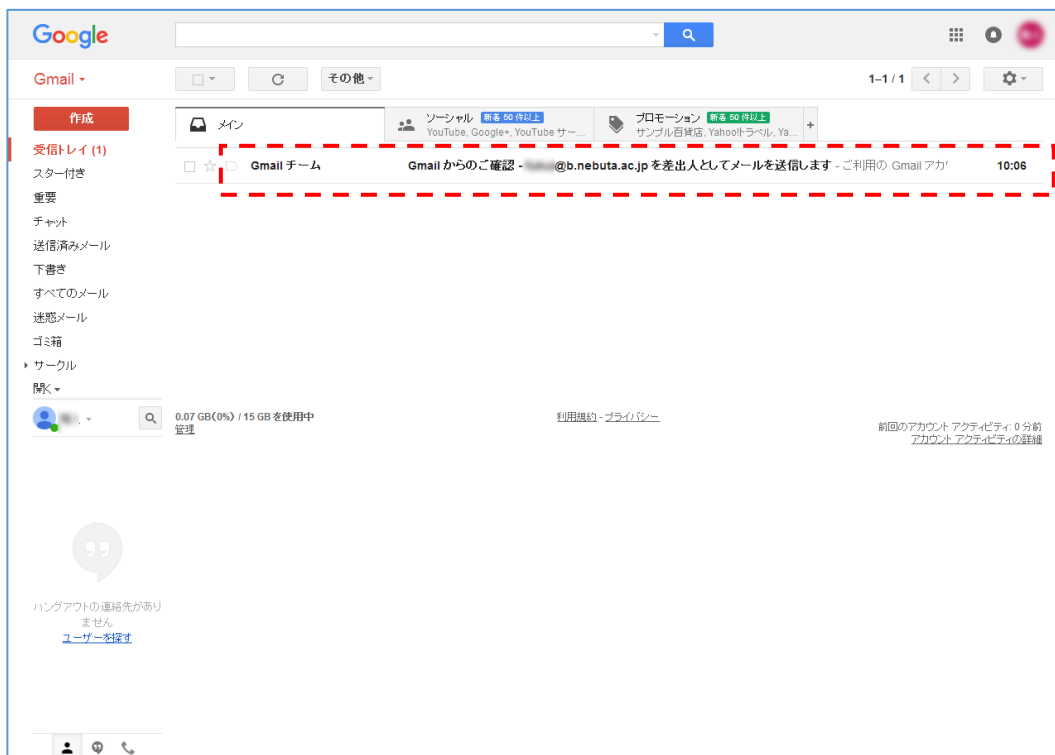 Google
Gmail
その他
1–1 / 1
作成
受信トレイ (1)
スター付き
重要
チャット
送信済みメール
下書き
すべてのメール
迷惑メール
ゴミ箱
サークル
開く
メイン
ソーシャル 新着 50 件以上
YouTube, Google+, YouTube サー...
プロモーション 新着 50 件以上
サンプル百貨店, Yahoo!トラベル, Ya...
+
Gmail チーム Gmail からのご確認 - @b.nebuta.ac.jp を差出人としてメールを送信します - ご利用の Gmail アカ 10:06
0.07 GB(0%) / 15 GB を使用中
管理
利用規約 - プライバシー
前回のアカウント アクティビティ: 0 分前
アカウント アクティビティの詳細
ハングアウトの連絡先があり
ません
ユーザーを探す